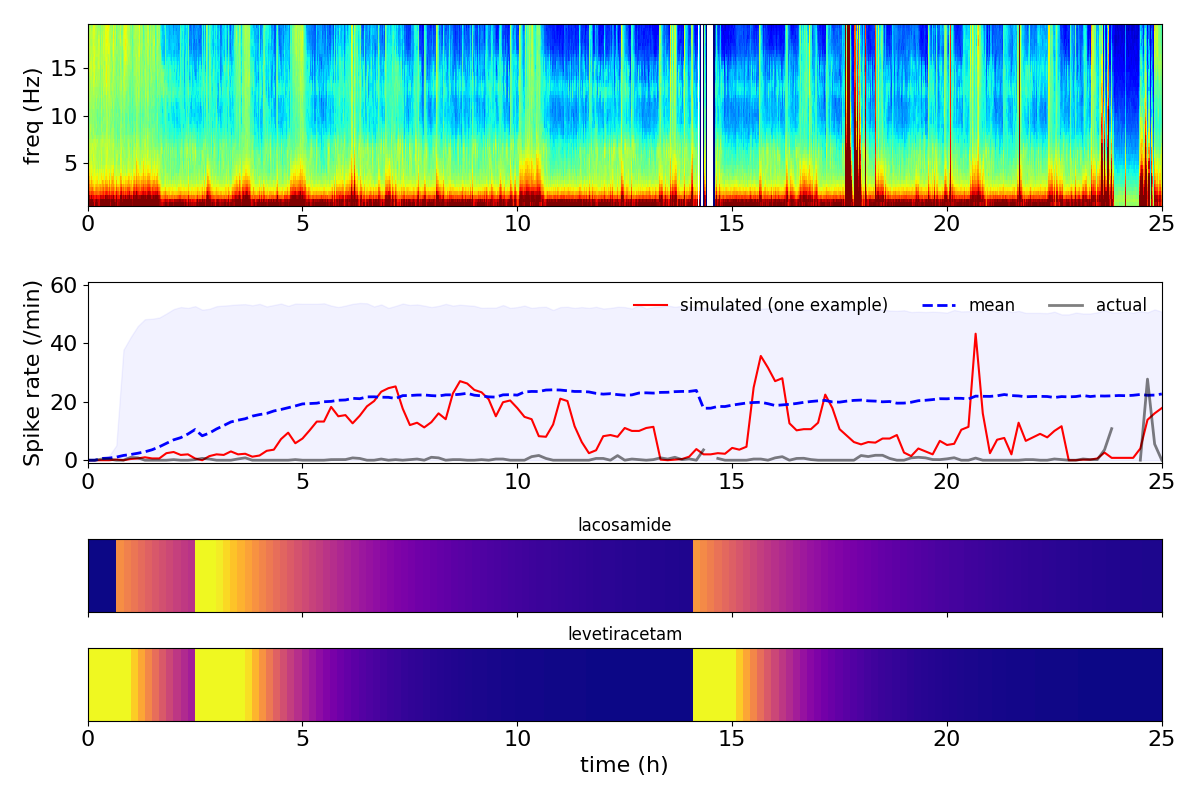 freq (Hz)
15
10
5
0 5 10 15 20 25
Spike rate (/min)
60
40
20
0
simulated (one example) mean actual
0 5 10 15 20 25
lacosamide
levetiracetam
0 5 10 15 20 25
time (h)